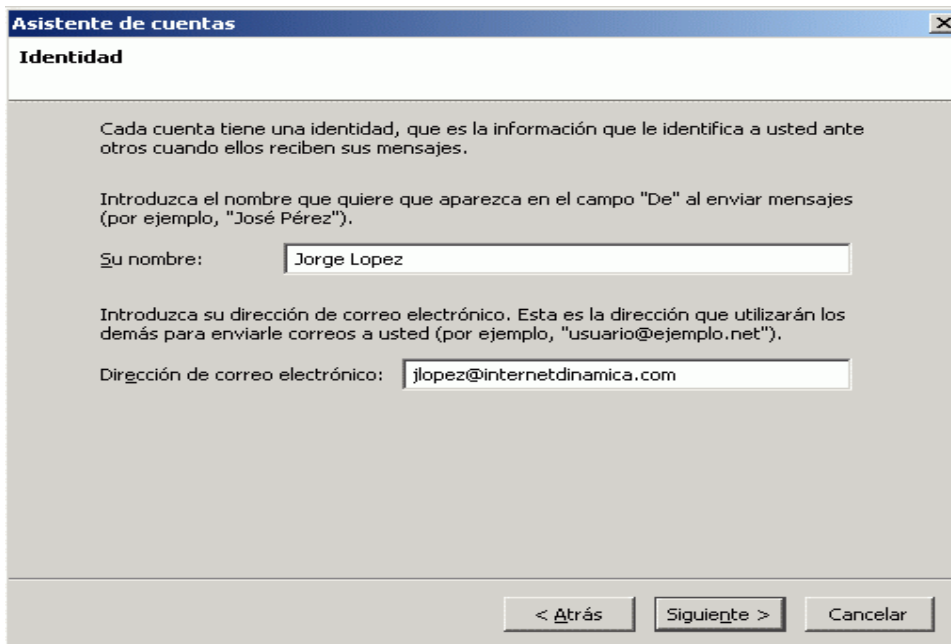 Asistente de cuentas
Identidad
Cada cuenta tiene una identidad, que es la información que le identifica a usted ante
otros cuando ellos reciben sus mensajes.
Introduzca el nombre que quiere que aparezca en el campo "De" al enviar mensajes
(por ejemplo, "José Pérez").
Su nombre: Jorge Lopez
Introduzca su dirección de correo electrónico. Esta es la dirección que utilizarán los
demás para enviarle correos a usted (por ejemplo, "usuario@ejemplo.net").
Dirección de correo electrónico: jlopez@internetdinamica.com
< Atrás Siguiente > Cancelar